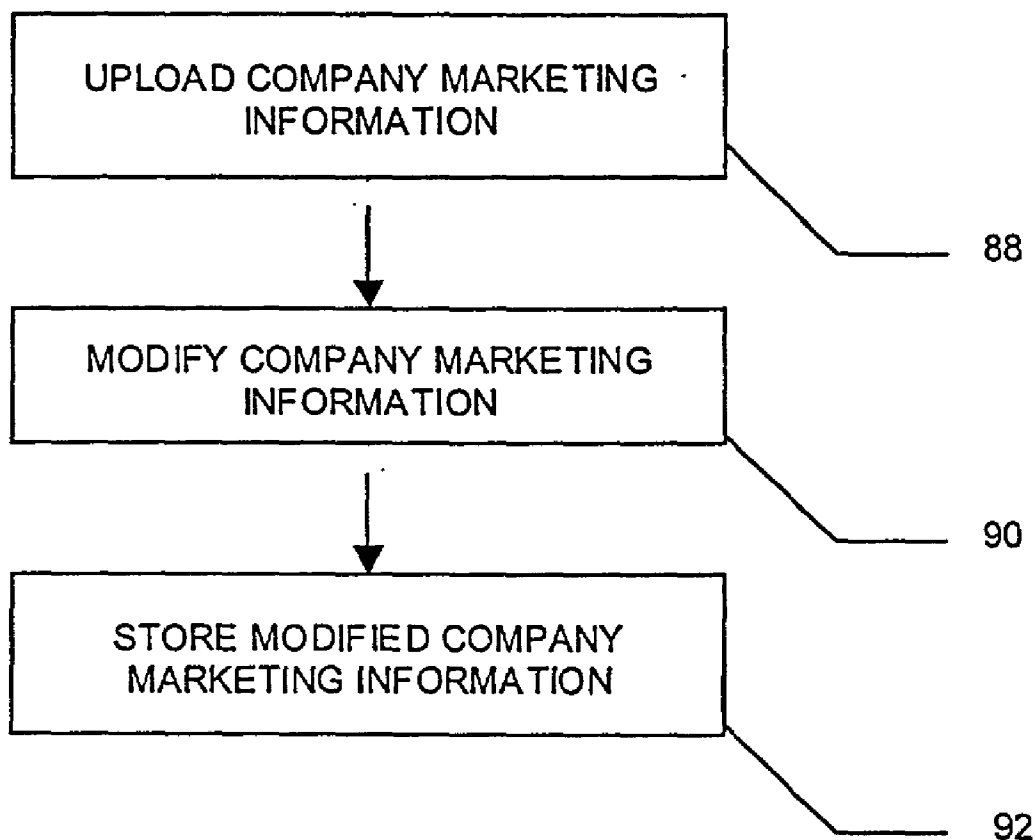 UPLOAD COMPANY MARKETING
INFORMATION
88
MODIFY COMPANY MARKETING
INFORMATION
90
STORE MODIFIED COMPANY
MARKETING INFORMATION
92